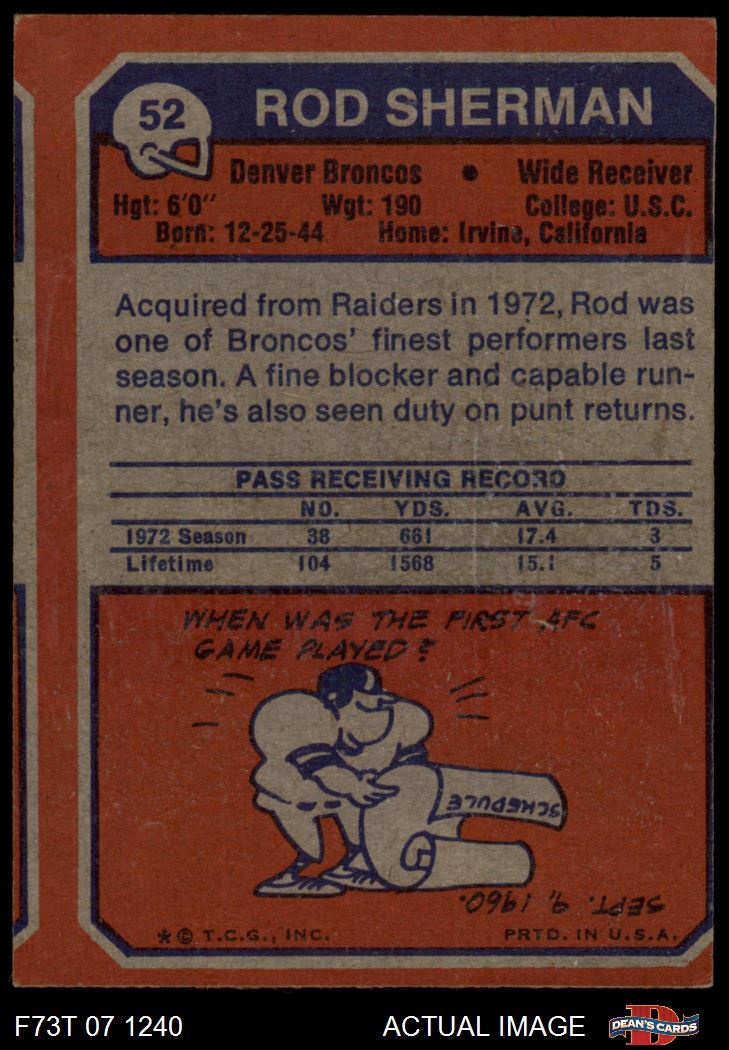 52
ROD SHERMAN
Denver Broncos • Wide Receiver
Hgt: 6'0" Wgt: 190 College: U.S.C.
Born: 12-25-44 Home: Irvine, California
Acquired from Raiders in 1972, Rod was
one of Broncos' finest performers last
season. A fine blocker and capable run-
ner, he's also seen duty on punt returns.
PASS RECEIVING RECORD
NO. YDS. AVG. TDS.
1972 Season 38 661 17.4 3
Lifetime 104 1568 15.1 5
WHEN WAS THE FIRST AFC
GAME PLAYED?
SCHEDULE
SEPT. 9, 1960.
* © T.C.G., INC. PRTD. IN U.S.A.
F73T 07 1240 ACTUAL IMAGE D DEAN'S CARDS